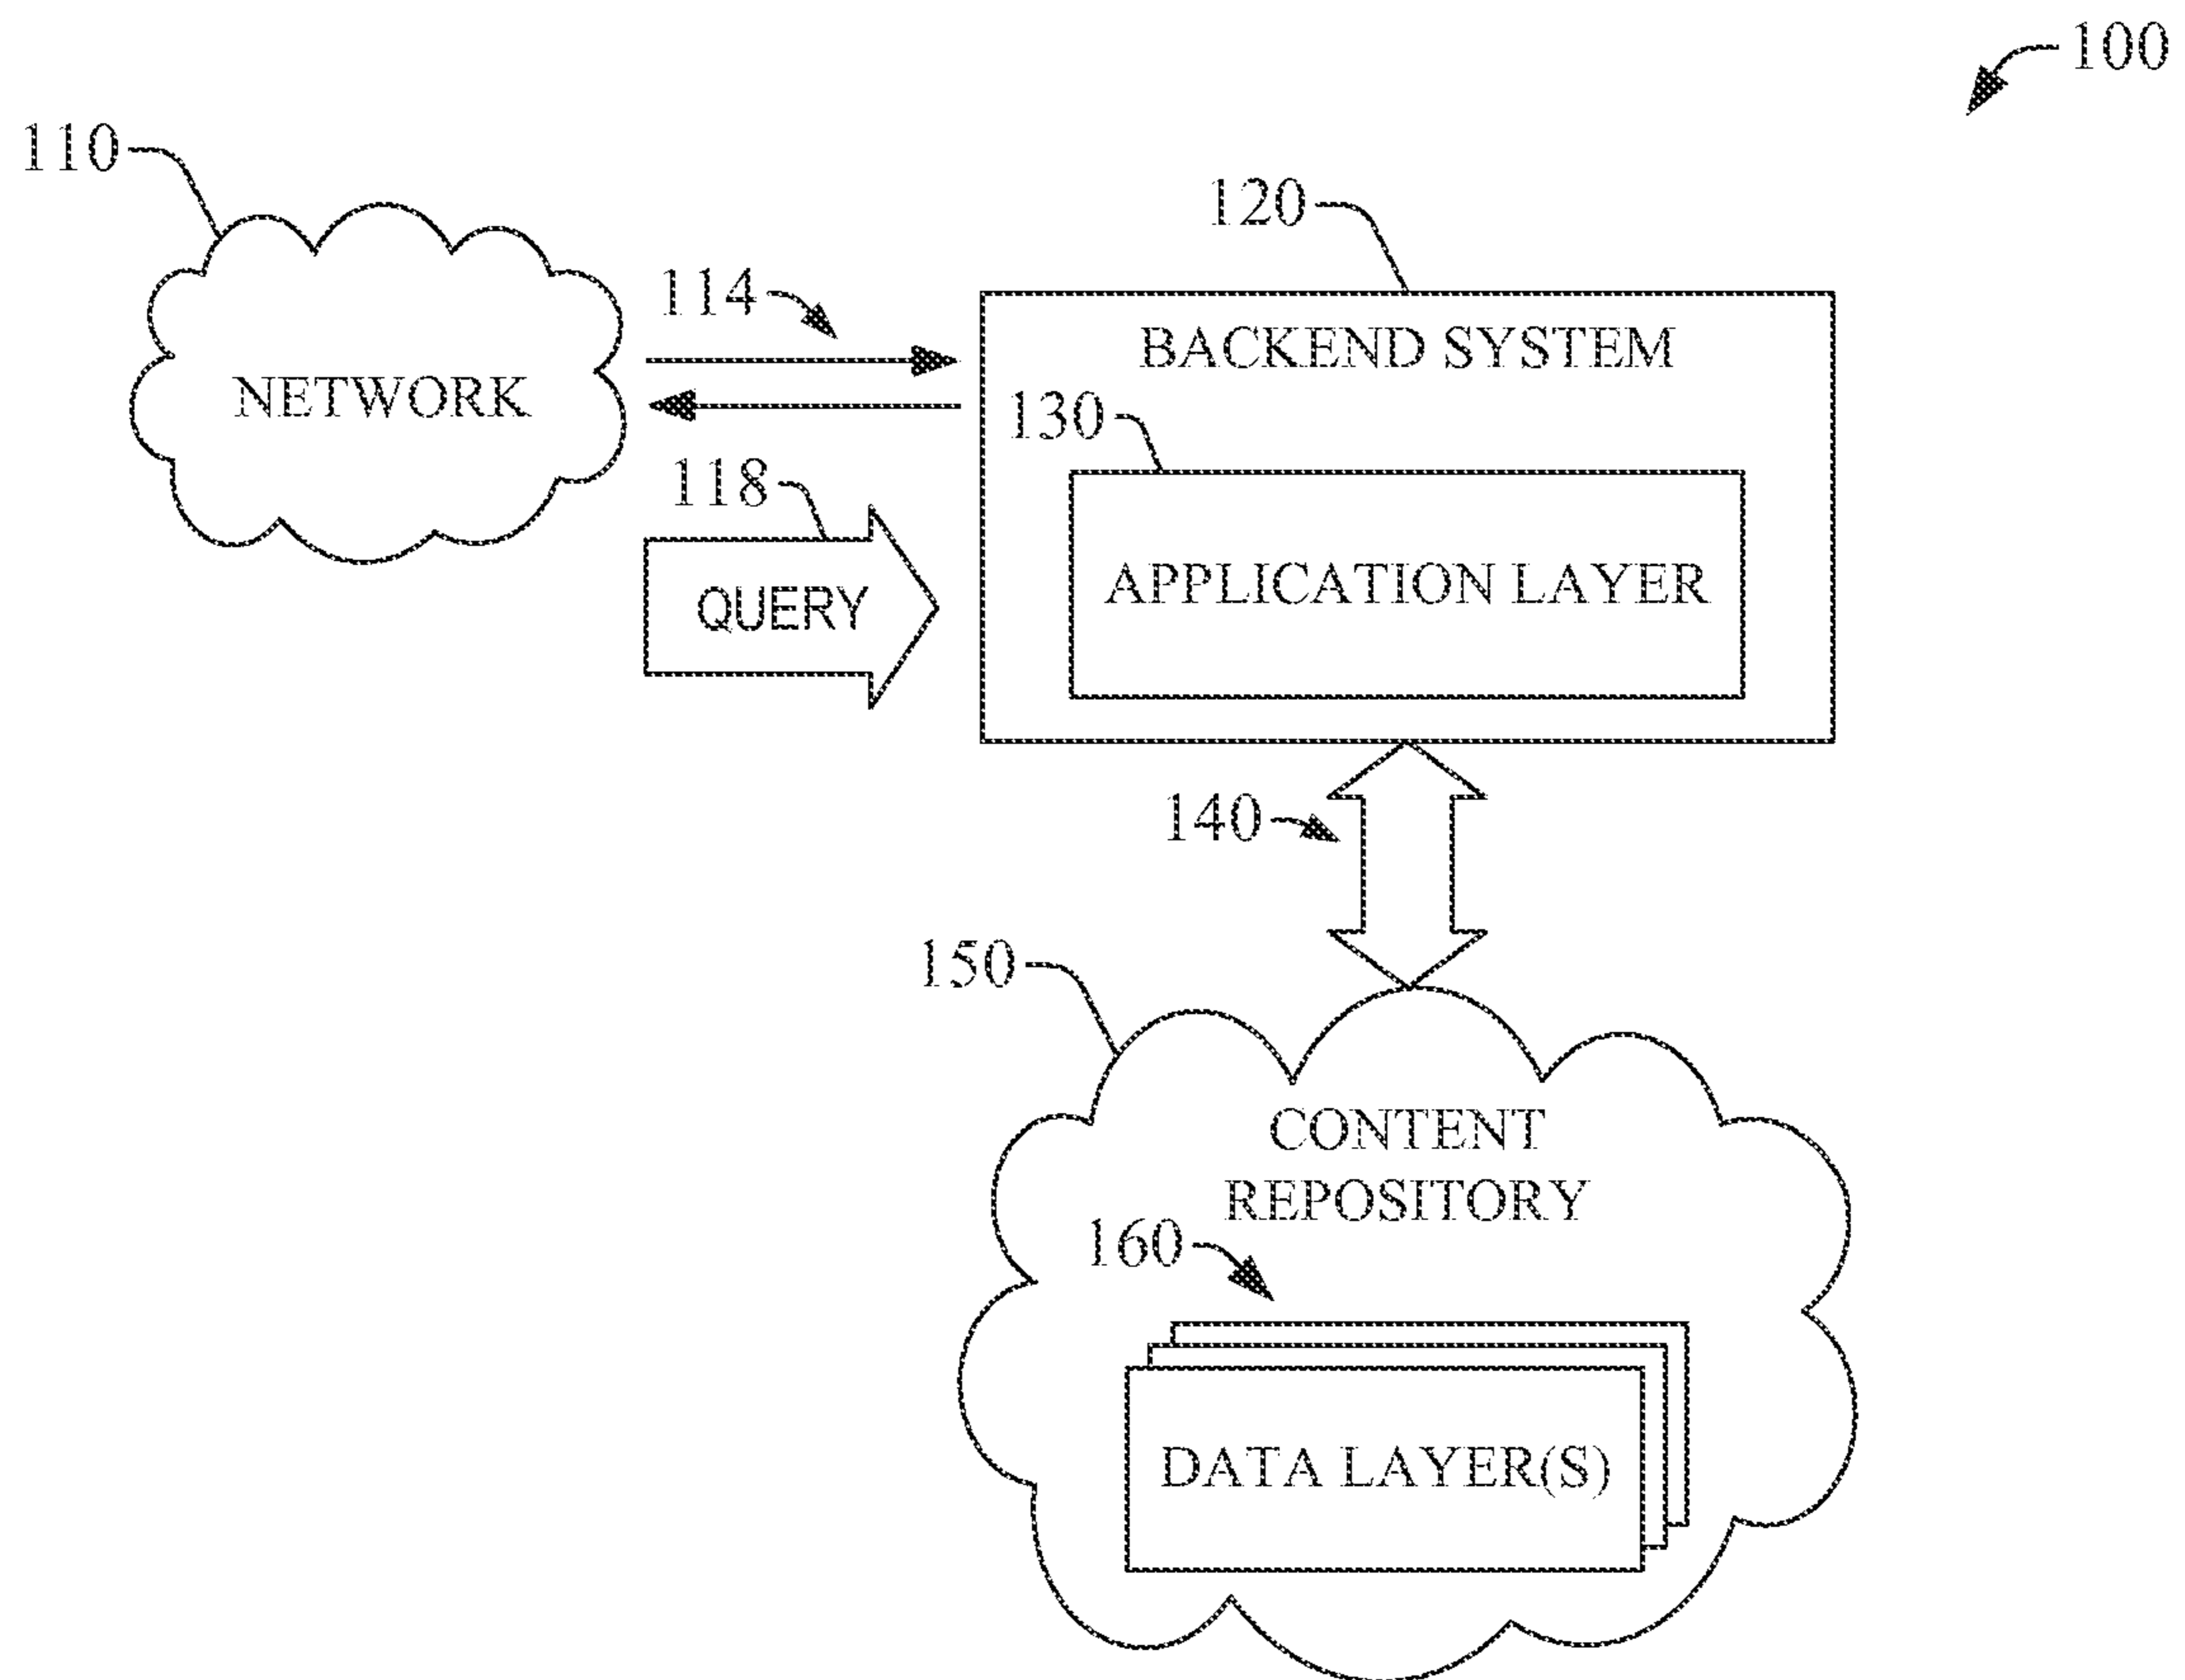 100
110
120
114
BACKEND SYSTEM
NETWORK
130
118
APPLICATION LAYER
QUERY
140
150
CONTENT
REPOSITORY
160
DATA LAYER(S)